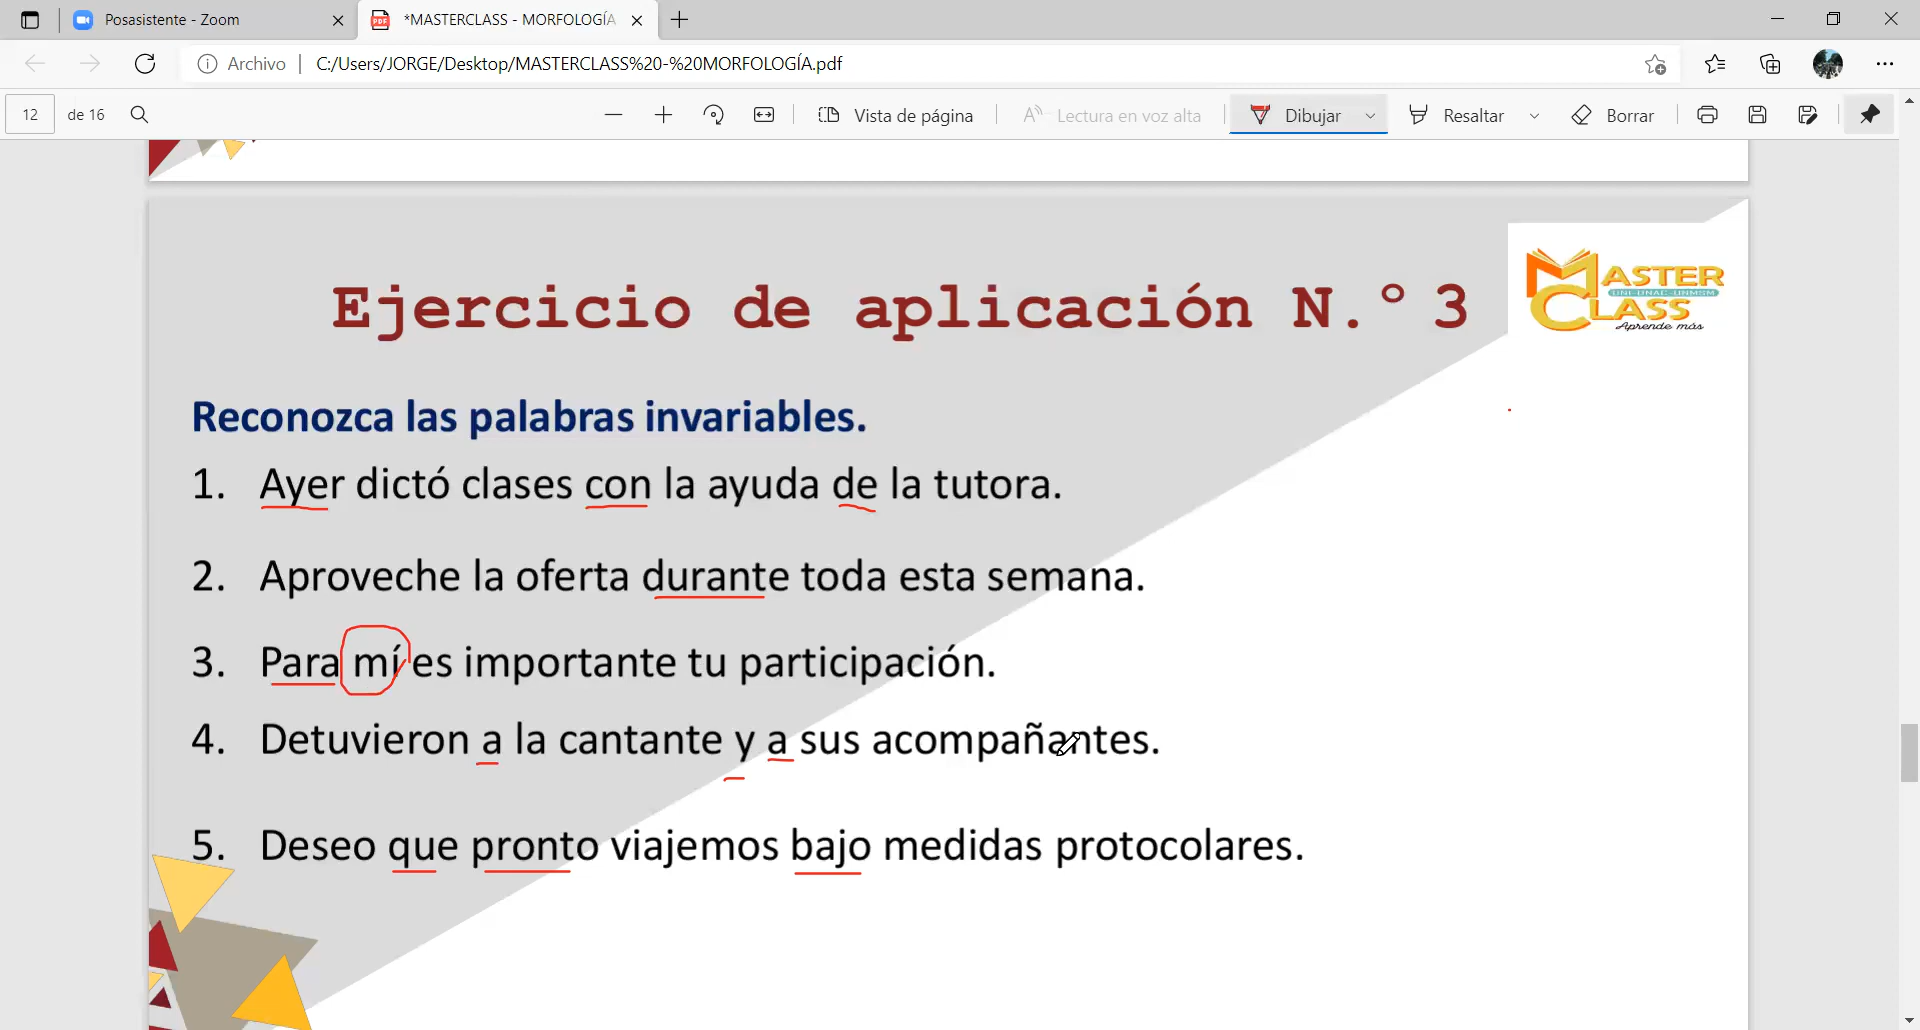 Posasistente - Zoom
*MASTERCLASS - MORFOLOGÍA
Archivo
C:/Users/JORGE/Desktop/MASTERCLASS%20-%20MORFOLOGÍA.pdf
12
de 16
Vista de página
Lectura en voz alta
Dibujar
Resaltar
Borrar
Ejercicio de aplicación N.° 3
MASTER
UNI-UNAC-UNMSM
CLASS
Aprende más
Reconozca las palabras invariables.
1. Ayer dictó clases con la ayuda de la tutora.
2. Aproveche la oferta durante toda esta semana.
3. Para mí es importante tu participación.
4. Detuvieron a la cantante y a sus acompañantes.
5. Deseo que pronto viajemos bajo medidas protocolares.